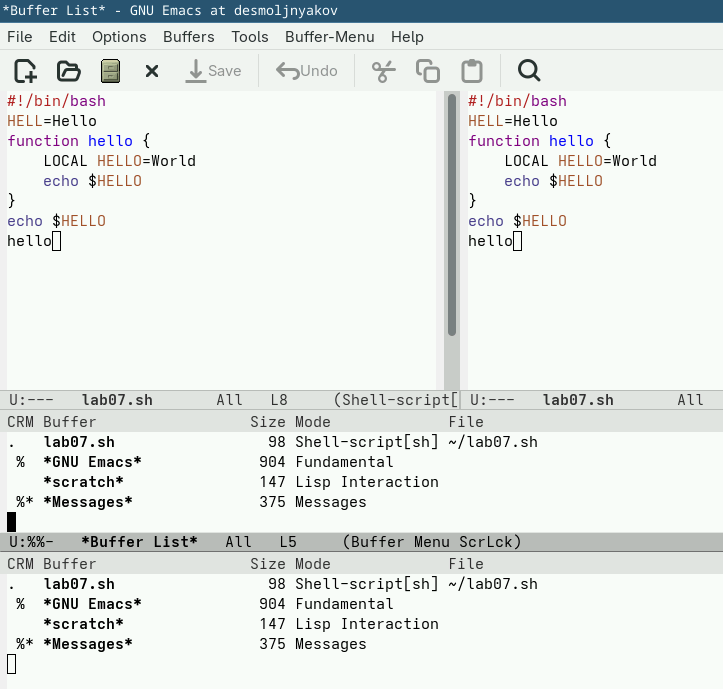 *Buffer List* - GNU Emacs at desmoljnyakov
File Edit Options Buffers Tools Buffer-Menu Help
Save Undo
#!/bin/bash
HELL=Hello
function hello {
    LOCAL HELLO=World
    echo $HELLO
}
echo $HELLO
hello
U:--- lab07.sh All L8 (Shell-script[
#!/bin/bash
HELL=Hello
function hello {
    LOCAL HELLO=World
    echo $HELLO
}
echo $HELLO
hello
U:--- lab07.sh All
CRM Buffer Size Mode File
. lab07.sh 98 Shell-script[sh] ~/lab07.sh
% *GNU Emacs* 904 Fundamental
*scratch* 147 Lisp Interaction
%* *Messages* 375 Messages
U:%%- *Buffer List* All L5 (Buffer Menu ScrLck)
CRM Buffer Size Mode File
. lab07.sh 98 Shell-script[sh] ~/lab07.sh
% *GNU Emacs* 904 Fundamental
*scratch* 147 Lisp Interaction
%* *Messages* 375 Messages